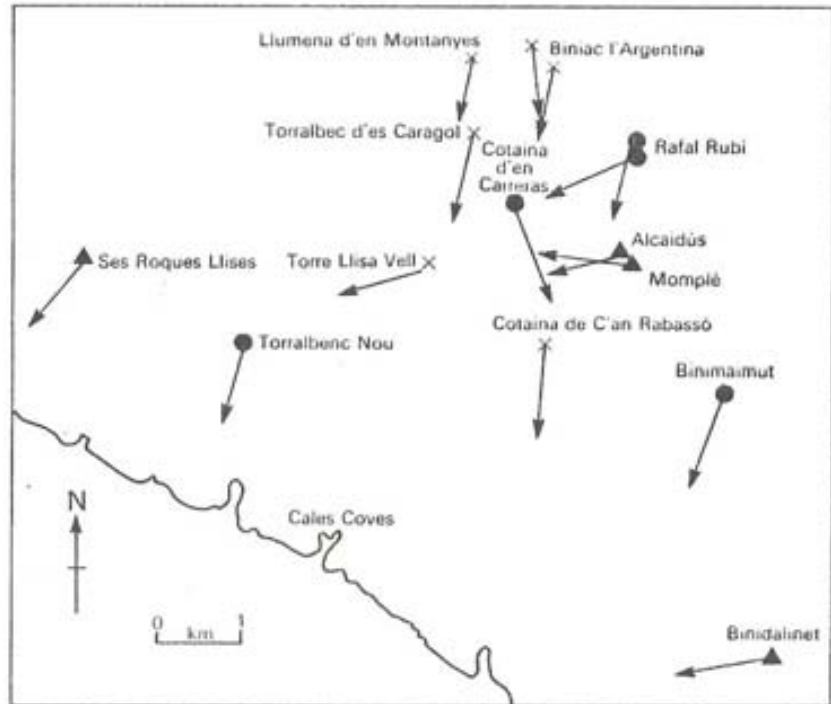 Llumena d'en Montanyes
Biniac l'Argentina
Torralbec d'es Caragol
Cotaina
d'en
Carreras
Rafal Rubi
Alcaidús
Ses Roques Llises
Torre Llisa Vell
Momplé
Cotaina de C'an Rabassó
Torralbenc Nou
Binimaimut
N
Cales Coves
0 1
km
Binidalinet